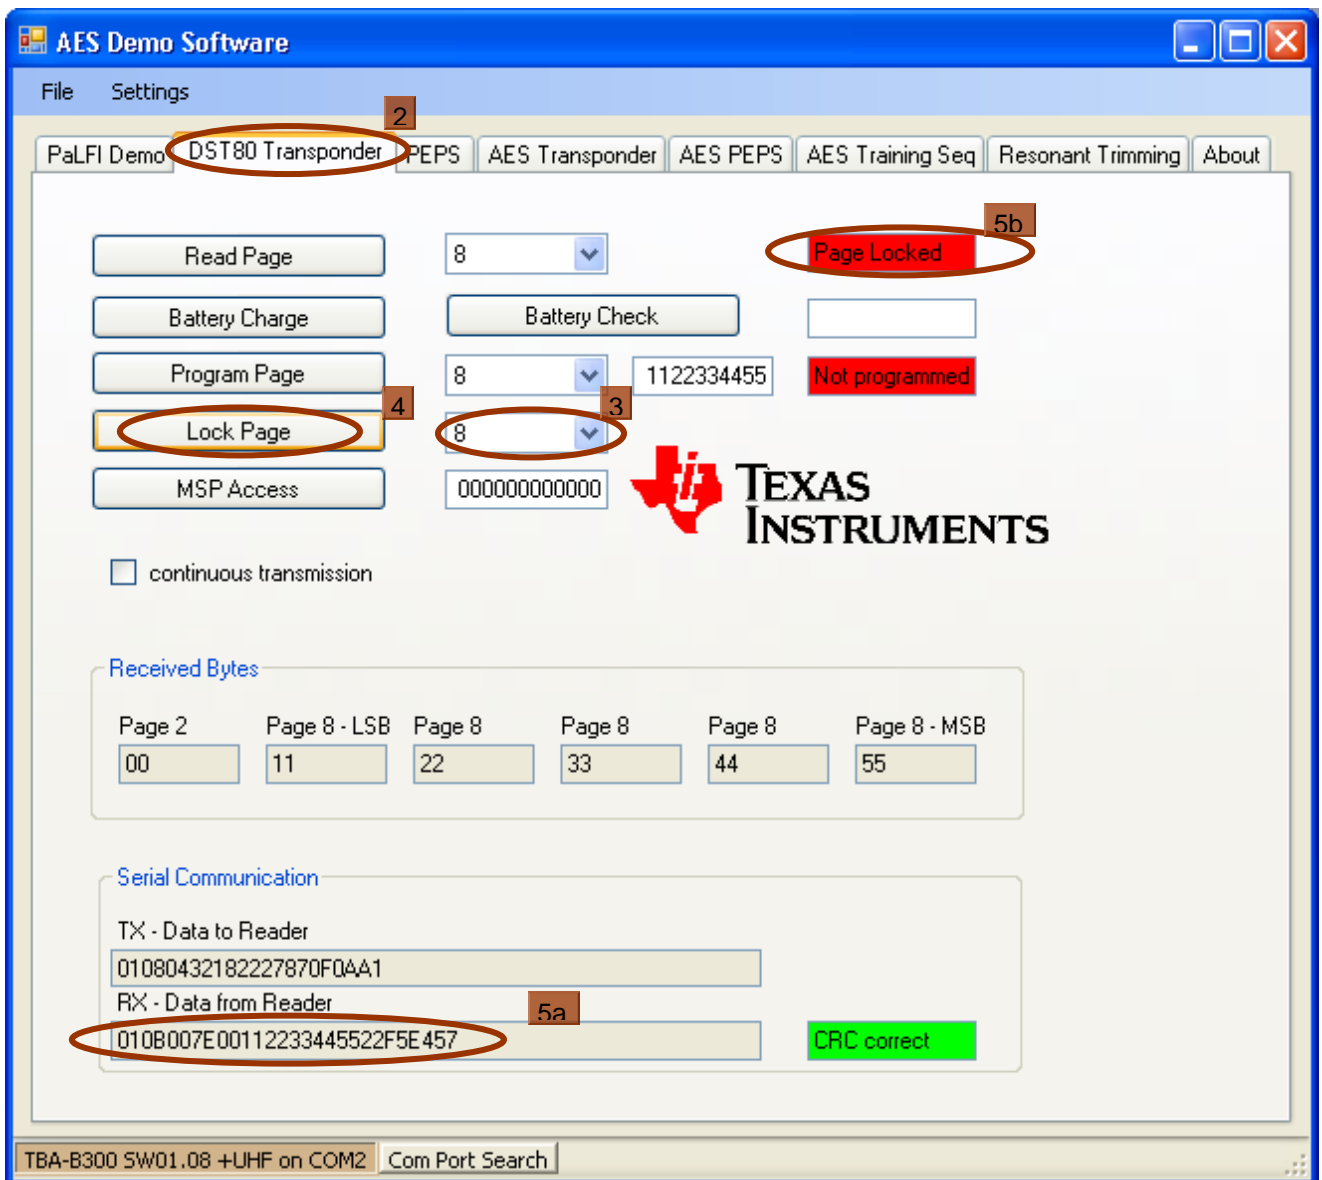 AES Demo Software
File Settings
2
PaLFI Demo DST80 Transponder PEPS AES Transponder AES PEPS AES Training Seq Resonant Trimming About
5b
Read Page 8 Page Locked
Battery Charge Battery Check
Program Page 8 1122334455 Not programmed
4 3
Lock Page 8
MSP Access 000000000000
TEXAS
INSTRUMENTS
continuous transmission
Received Bytes
Page 2 Page 8 - LSB Page 8 Page 8 Page 8 Page 8 - MSB
00 11 22 33 44 55
Serial Communication
TX - Data to Reader
01080432182227870F0AA1
RX - Data from Reader
5a
010B007E00112233445522F5E457 CRC correct
TBA-B300 SW01.08 +UHF on COM2 Com Port Search